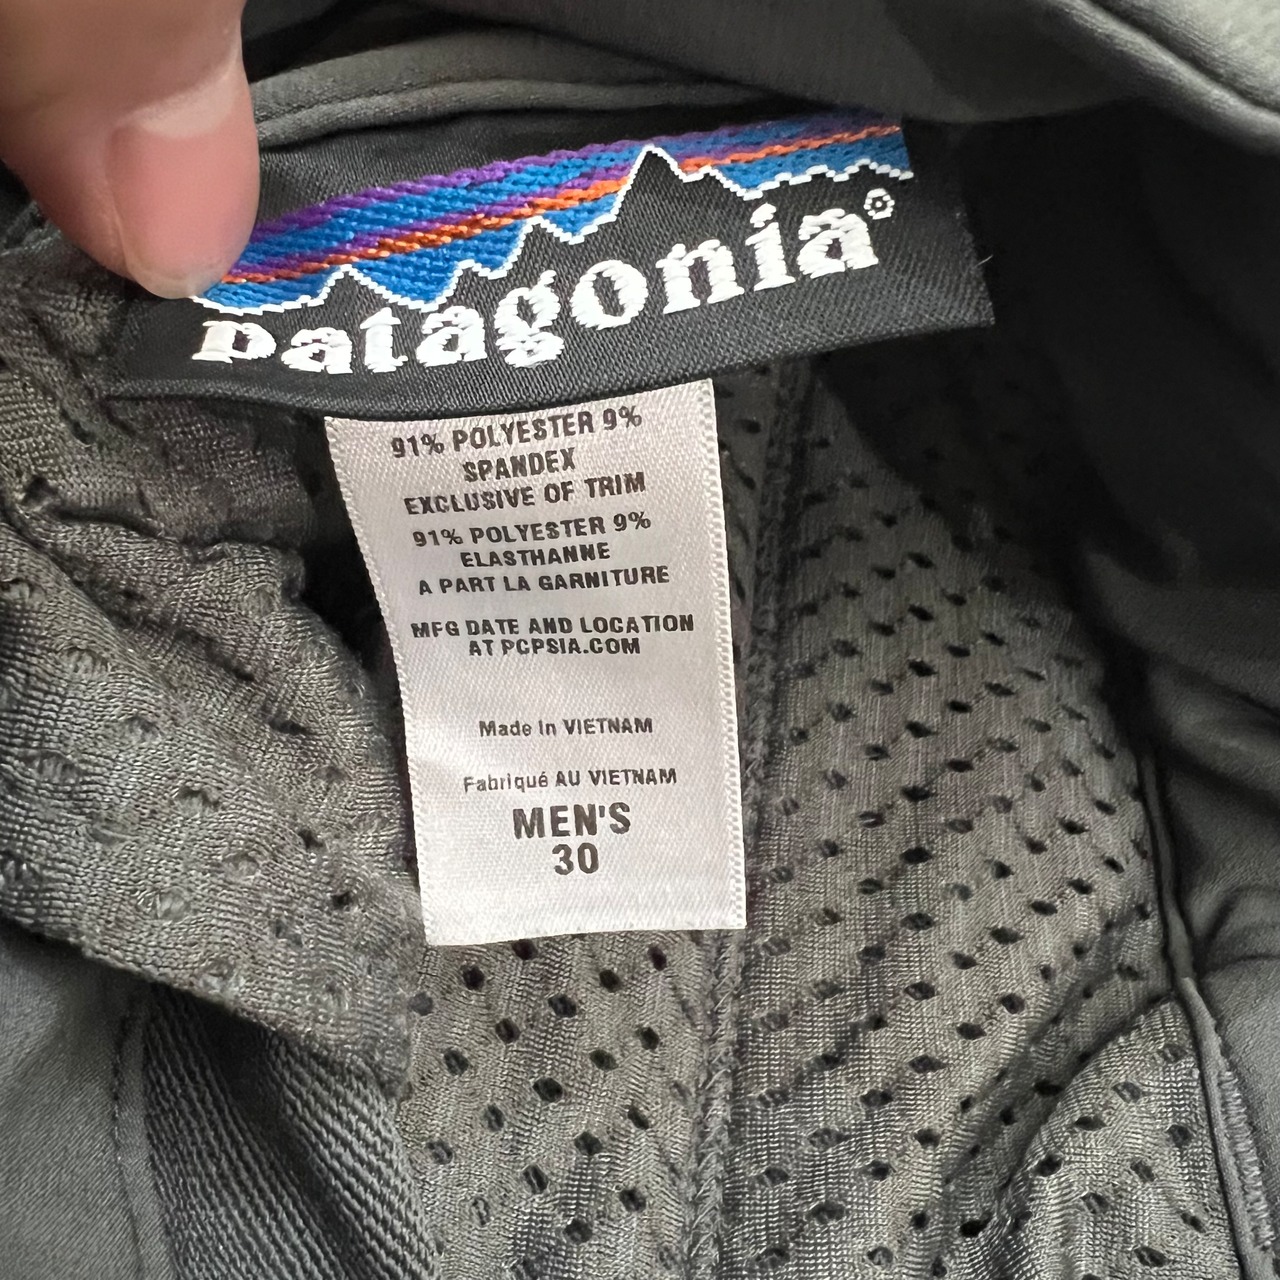 patagonia®
91% POLYESTER 9%
SPANDEX
EXCLUSIVE OF TRIM
91% POLYESTER 9%
ELASTHANNE
A PART LA GARNITURE
MFG DATE AND LOCATION
AT PCPSIA.COM
Made In VIETNAM
Fabriqué AU VIETNAM
MEN'S
30